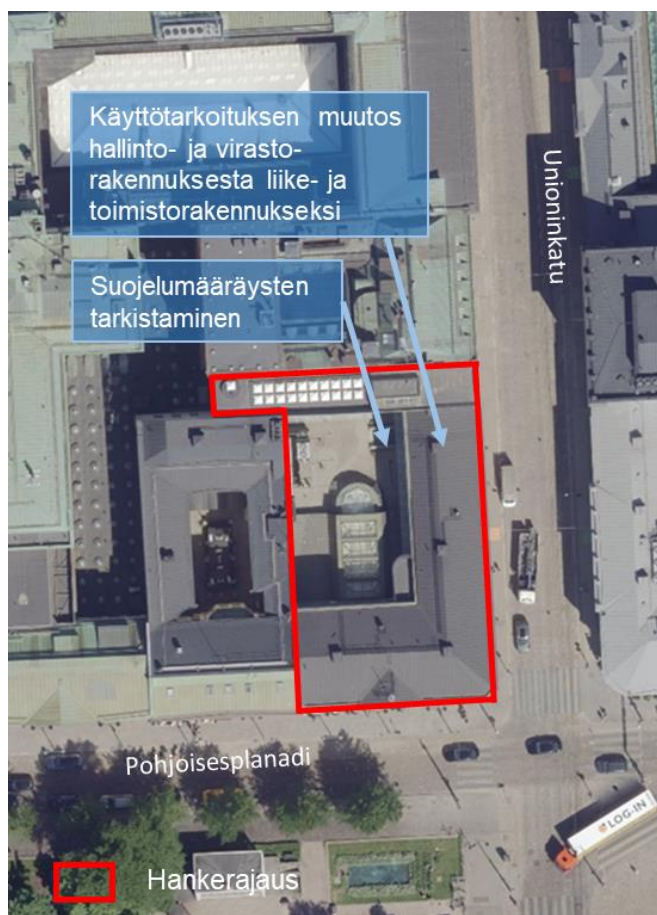 Käyttötarkoituksen muutos
hallinto- ja virasto-
rakennuksesta liike- ja
toimistorakennukseksi
Unioninkatu
Suojelumääräysten
tarkistaminen
Pohjoisesplanadi
LOG-IN
Hankerajaus